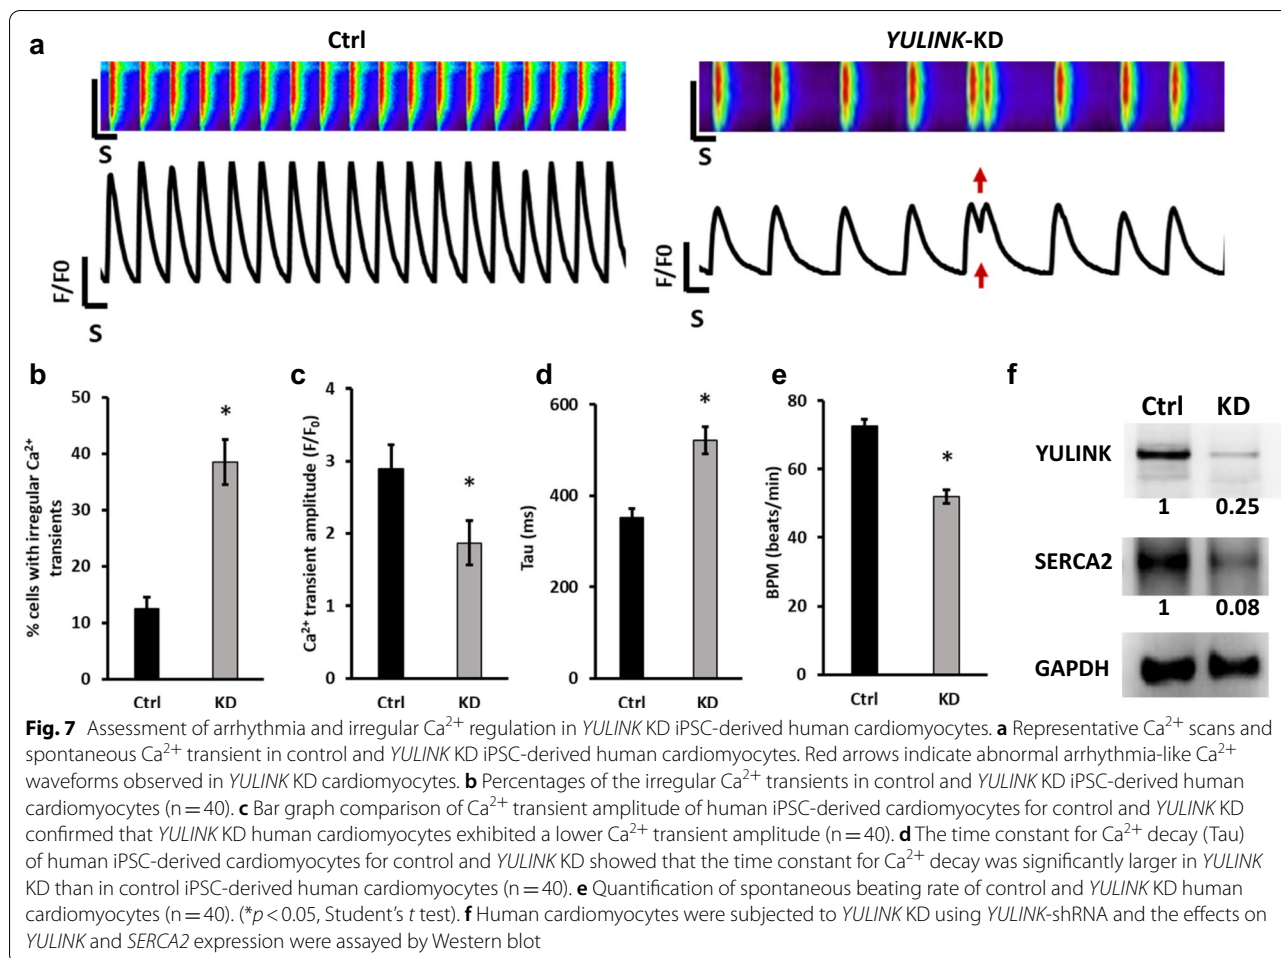 a
Ctrl
YULINK-KD
S
S
F/F0
S
F/F0
S
b
% cells with irregular Ca²⁺
transients
50
40
30
20
10
0
*
Ctrl
KD
c
Ca²⁺ transient amplitude (F/F₀)
4
3
2
1
0
*
Ctrl
KD
d
Tau (ms)
600
400
200
0
*
Ctrl
KD
e
BPM (beats/min)
80
60
40
20
0
*
Ctrl
KD
f
Ctrl KD
YULINK
1 0.25
SERCA2
1 0.08
GAPDH
Fig. 7 Assessment of arrhythmia and irregular Ca²⁺ regulation in YULINK KD iPSC-derived human cardiomyocytes. a Representative Ca²⁺ scans and
spontaneous Ca²⁺ transient in control and YULINK KD iPSC-derived human cardiomyocytes. Red arrows indicate abnormal arrhythmia-like Ca²⁺
waveforms observed in YULINK KD cardiomyocytes. b Percentages of the irregular Ca²⁺ transients in control and YULINK KD iPSC-derived human
cardiomyocytes (n = 40). c Bar graph comparison of Ca²⁺ transient amplitude of human iPSC-derived cardiomyocytes for control and YULINK KD
confirmed that YULINK KD human cardiomyocytes exhibited a lower Ca²⁺ transient amplitude (n = 40). d The time constant for Ca²⁺ decay (Tau)
of human iPSC-derived cardiomyocytes for control and YULINK KD showed that the time constant for Ca²⁺ decay was significantly larger in YULINK
KD than in control iPSC-derived human cardiomyocytes (n = 40). e Quantification of spontaneous beating rate of control and YULINK KD human
cardiomyocytes (n = 40). (*p < 0.05, Student's t test). f Human cardiomyocytes were subjected to YULINK KD using YULINK-shRNA and the effects on
YULINK and SERCA2 expression were assayed by Western blot